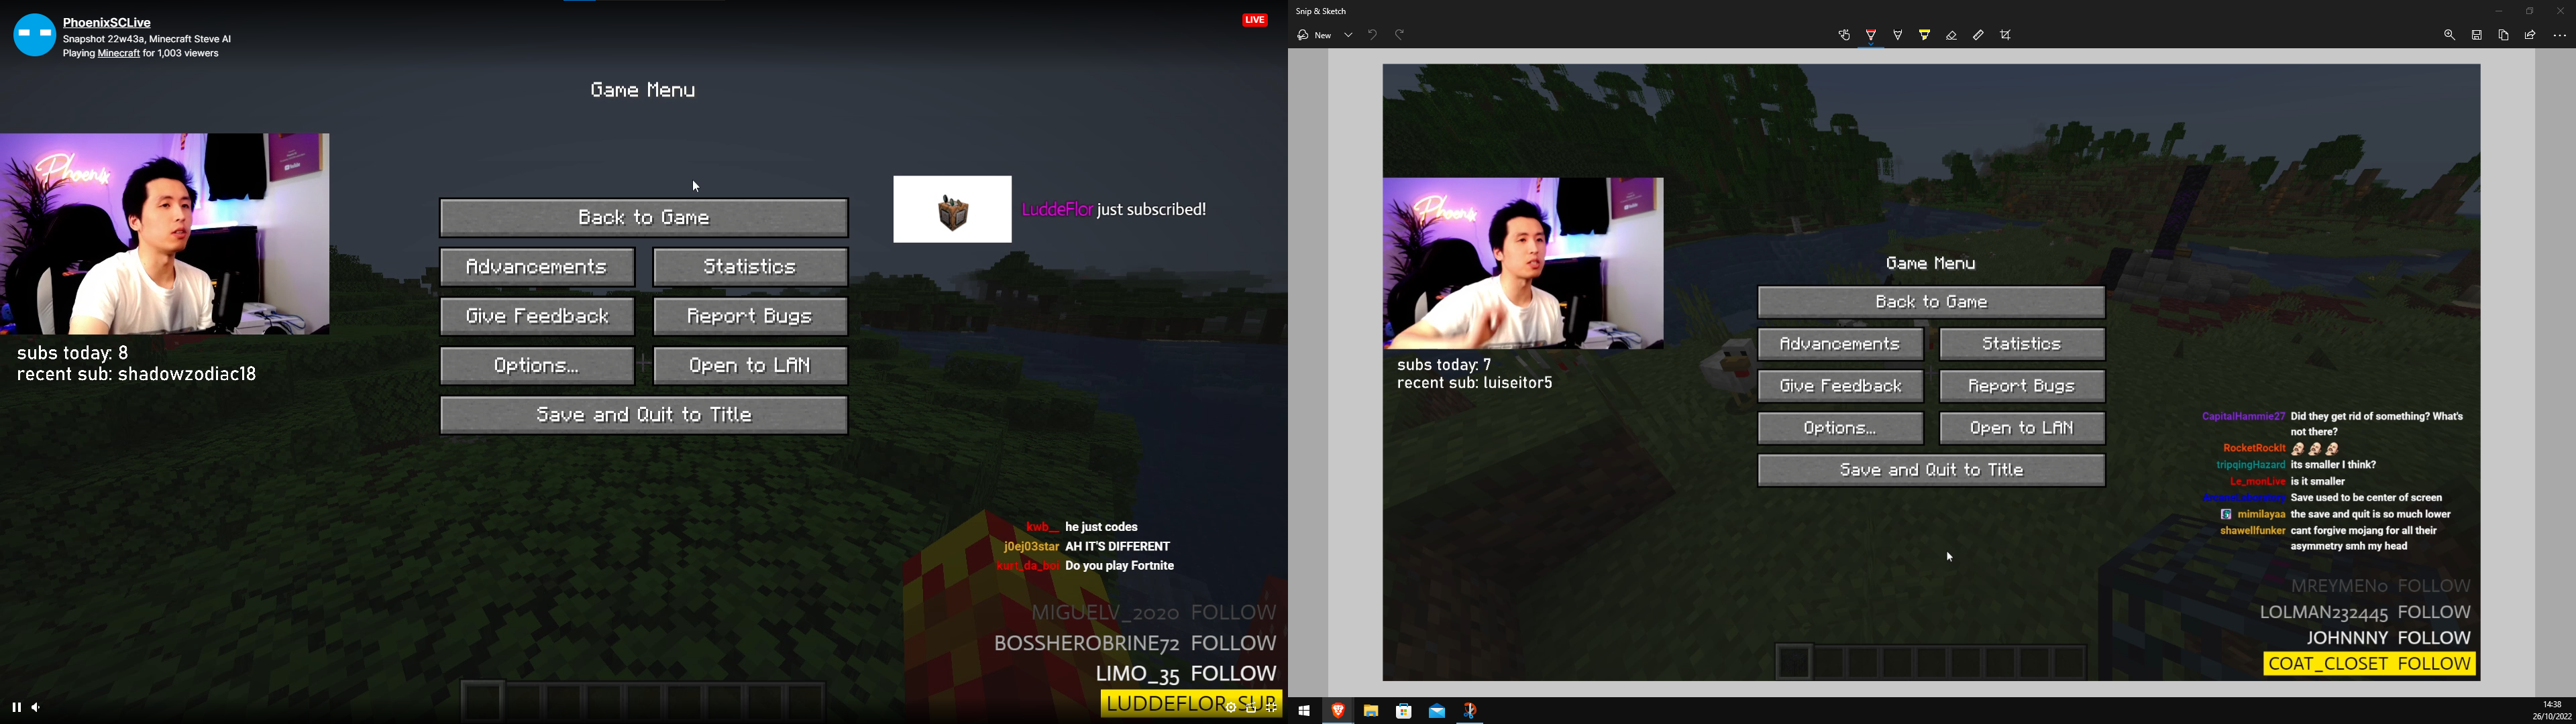 PhoenixSCLive
Snapshot 22w43a, Minecraft Steve AI
Playing Minecraft for 1,003 viewers
LIVE
Game Menu
Phoenix
Back to Game
Advancements
Statistics
Give Feedback
Report Bugs
Options...
Open to LAN
Save and Quit to Title
LuddeFlor just subscribed!
subs today: 8
recent sub: shadowzodiac18
kwb__ he just codes
j0ej03star AH IT'S DIFFERENT
kurt_da_boi Do you play Fortnite
MIGUELV_2020 FOLLOW
BOSSHEROBRINE72 FOLLOW
LIMO_35 FOLLOW
LUDDEFLOR SUB
Snip & Sketch
New
Phoenix
subs today: 7
recent sub: luiseitor5
Game Menu
Back to Game
Advancements
Statistics
Give Feedback
Report Bugs
Options...
Open to LAN
Save and Quit to Title
CapitalHammie27 Did they get rid of something? What's
not there?
RocketRockIt
tripqingHazard its smaller I think?
Le_monLive is it smaller
Save used to be center of screen
mimilayaa the save and quit is so much lower
shawellfunker cant forgive mojang for all their
asymmetry smh my head
MREYMEN0 FOLLOW
LOLMAN232445 FOLLOW
JOHNNNY FOLLOW
COAT_CLOSET FOLLOW
14:38
26/10/2022